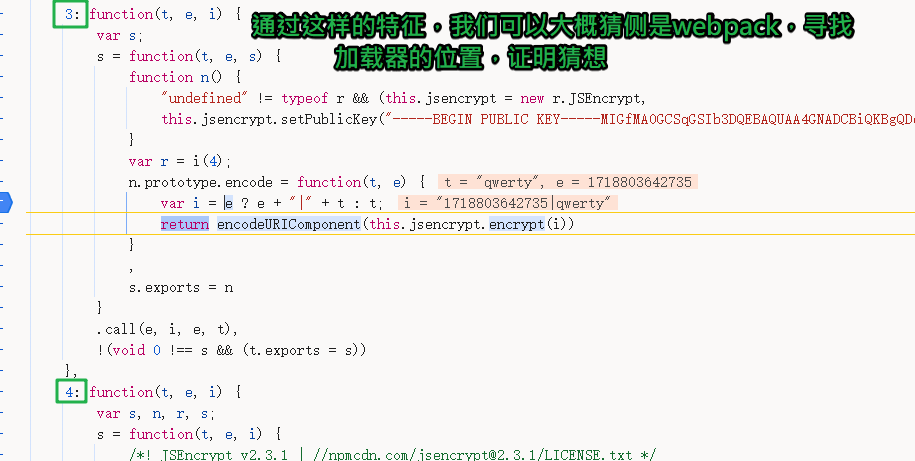 3: function(t, e, i) {
通过这样的特征，我们可以大概猜侧是webpack，寻找
加载器的位置，证明猜想
var s;
s = function(t, e, s) {
function n() {
"undefined" != typeof r && (this.jsencrypt = new r.JSEncrypt,
this.jsencrypt.setPublicKey("-----BEGIN PUBLIC KEY-----MIGfMA0GCSqGSIb3DQEBAQUAA4GNADCBiQKBgQD
}
var r = i(4);
n.prototype.encode = function(t, e) { t = "qwerty", e = 1718803642735
var i = e ? e + "|" + t : t; i = "1718803642735|qwerty"
return encodeURIComponent(this.jsencrypt.encrypt(i))
}
,
s.exports = n
}
.call(e, i, e, t),
!(void 0 !== s && (t.exports = s))
},
4: function(t, e, i) {
var s, n, r, s;
s = function(t, e, i) {
/*! JSEncrypt v2.3.1 | //npmcdn.com/jsencrypt@2.3.1/LICENSE.txt */